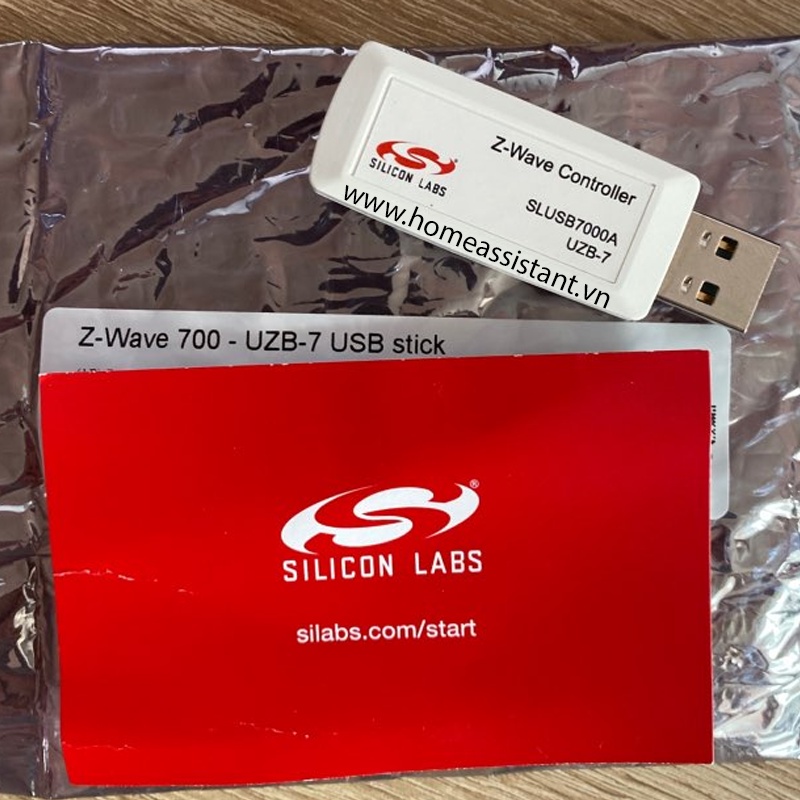 Z-Wave Controller
SILICON LABS
SLUSB7000A
UZB-7
www.homeassistant.vn
Z-Wave 700 - UZB-7 USB stick
SILICON LABS
silabs.com/start